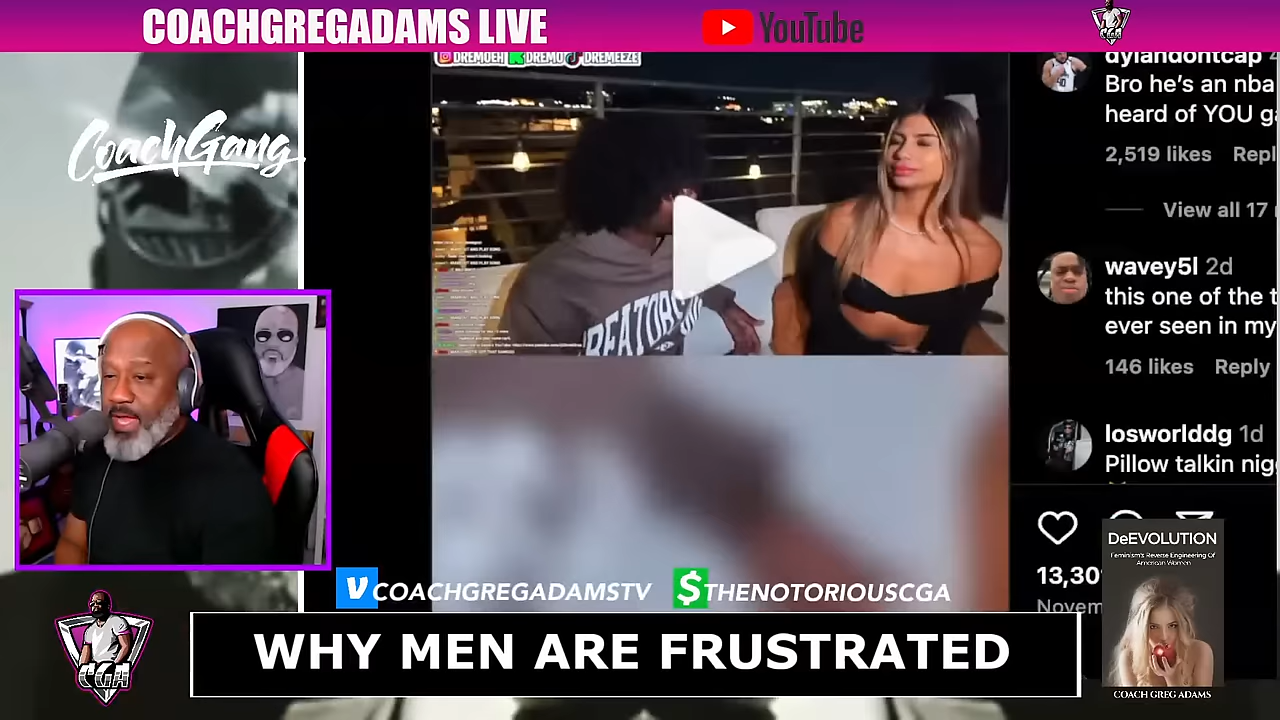 COACHGREGADAMS LIVE
YouTube
CGA
DREMOEH DREMO DREMEEZE
CoachGang
dylandontcap
Bro he's an nba
heard of YOU ga
2,519 likes Repl
View all 17
wavey5l 2d
this one of the t
ever seen in my
146 likes Reply
losworlddg 1d
Pillow talkin nig
REATORS
13,30
Novem
DeEVOLUTION
Feminism's Reverse Engineering Of
American Women
COACH GREG ADAMS
COACHGREGADAMSTV
$THENOTORIOUSCGA
CGA
WHY MEN ARE FRUSTRATED